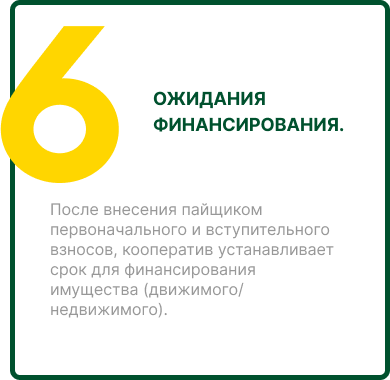 6
ОЖИДАНИЯ
ФИНАНСИРОВАНИЯ.
После внесения пайщиком
первоначального и вступительного
взносов, кооператив устанавливает
срок для финансирования
имущества (движимого/
недвижимого).